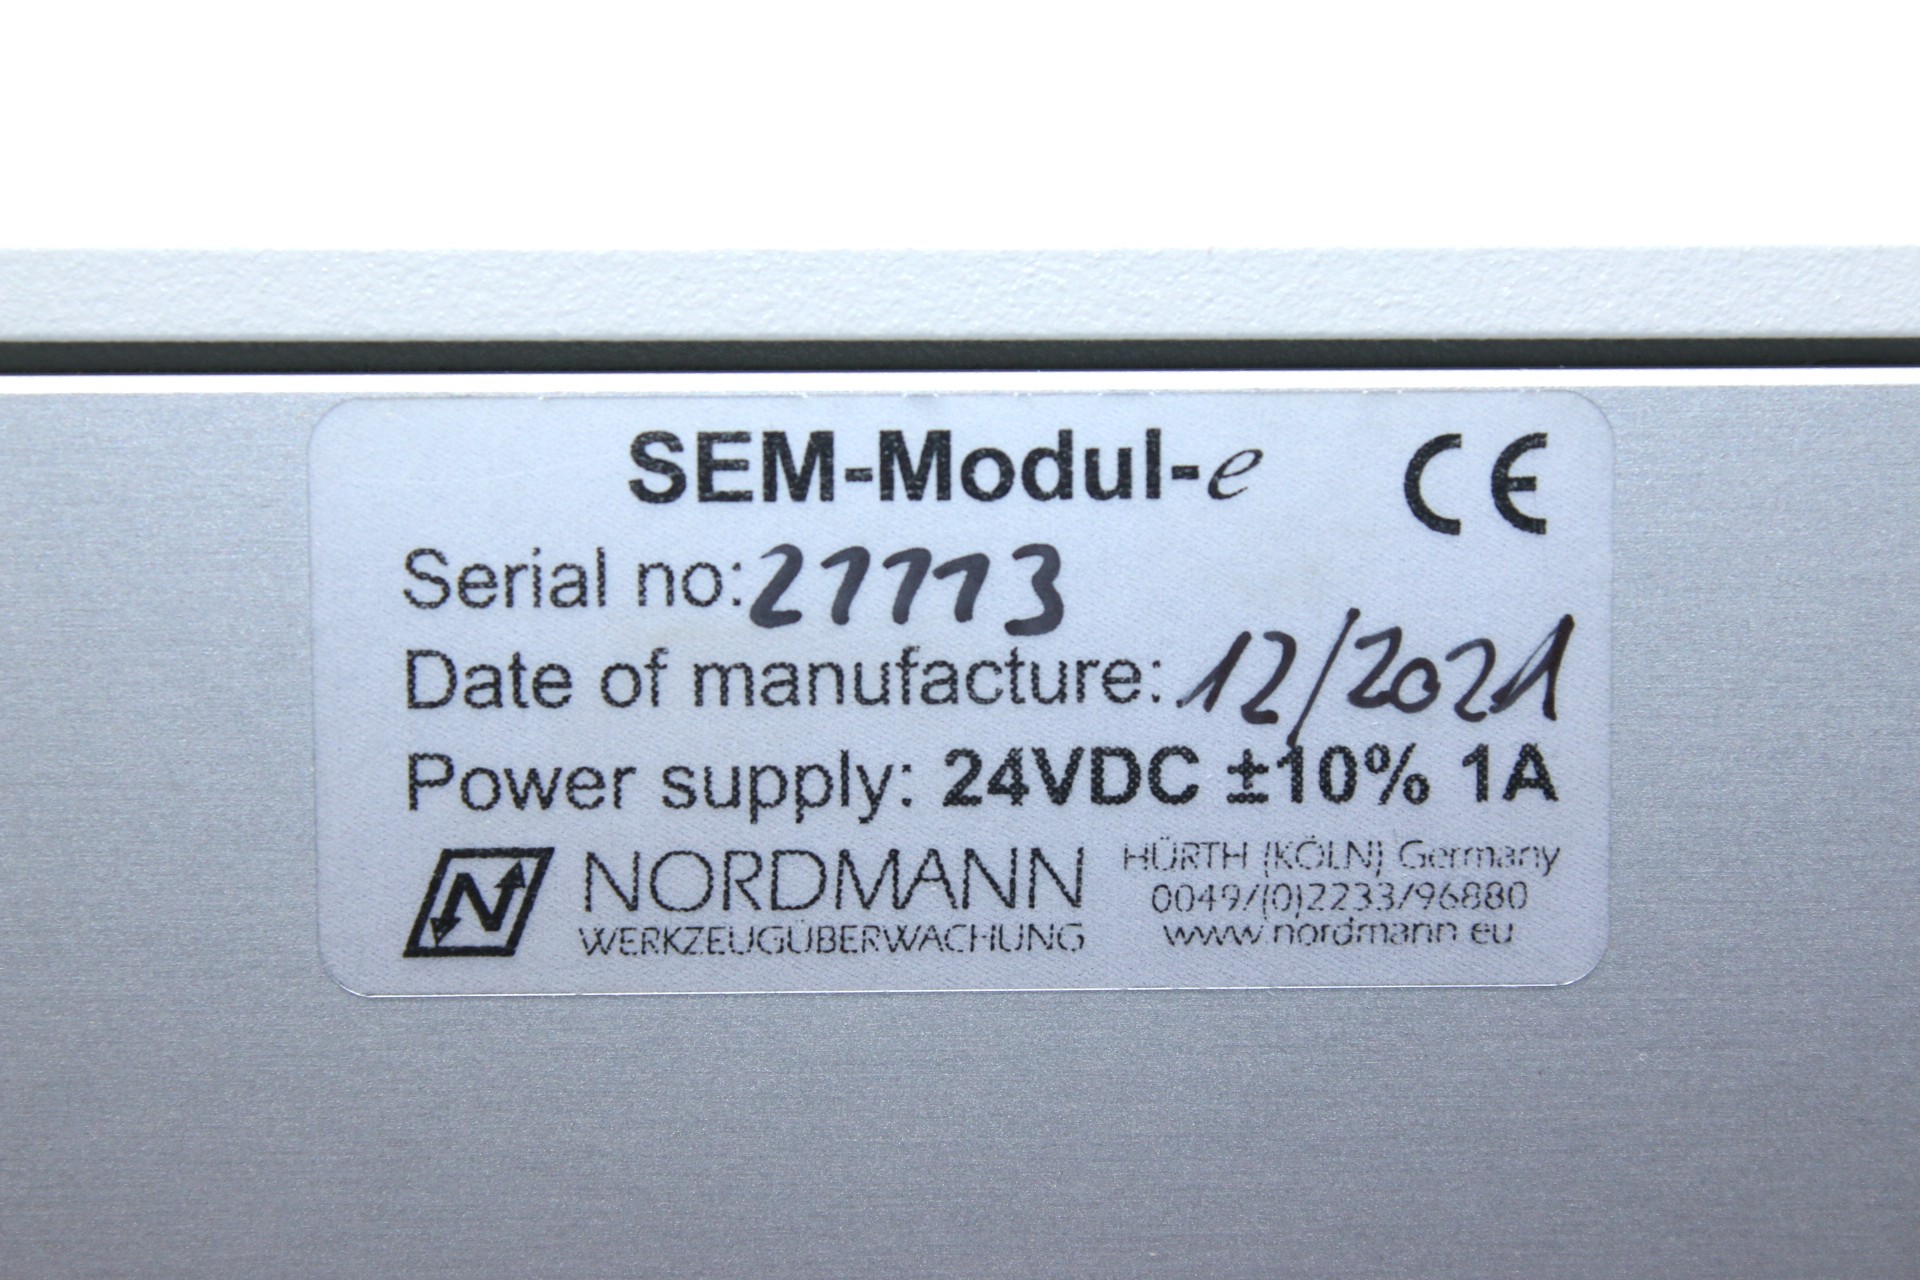 SEM-Modul-e CE
Serial no: 21113
Date of manufacture: 12/2021
Power supply: 24VDC ±10% 1A
N NORDMANN
WERKZEUGÜBERWACHUNG
HÜRTH (KÖLN) Germany
0049/(0)2233/96880
www.nordmann.eu